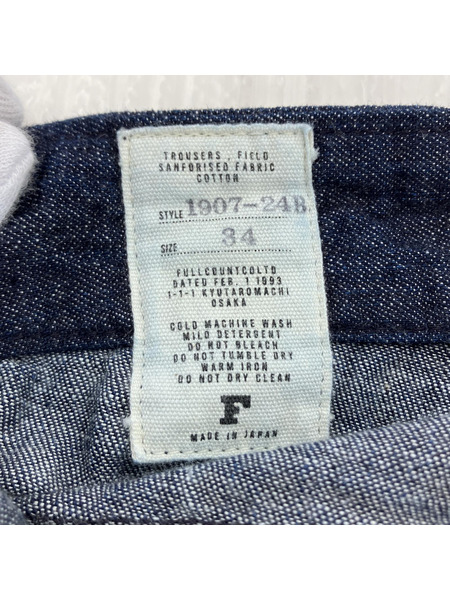 TROUSERS, FIELD
SANFORISED FABRIC
COTTON
STYLE 1907-24B
SIZE 34
FULLCOUNTCOLTD
DATED FEB. 1 1993
1-1-1 KYUTAROMACHI
OSAKA
COLD MACHINE WASH
MILD DETERGENT
DO NOT BLEACH
DO NOT TUMBLE DRY
WARM IRON
DO NOT DRY CLEAN
F
MADE IN JAPAN